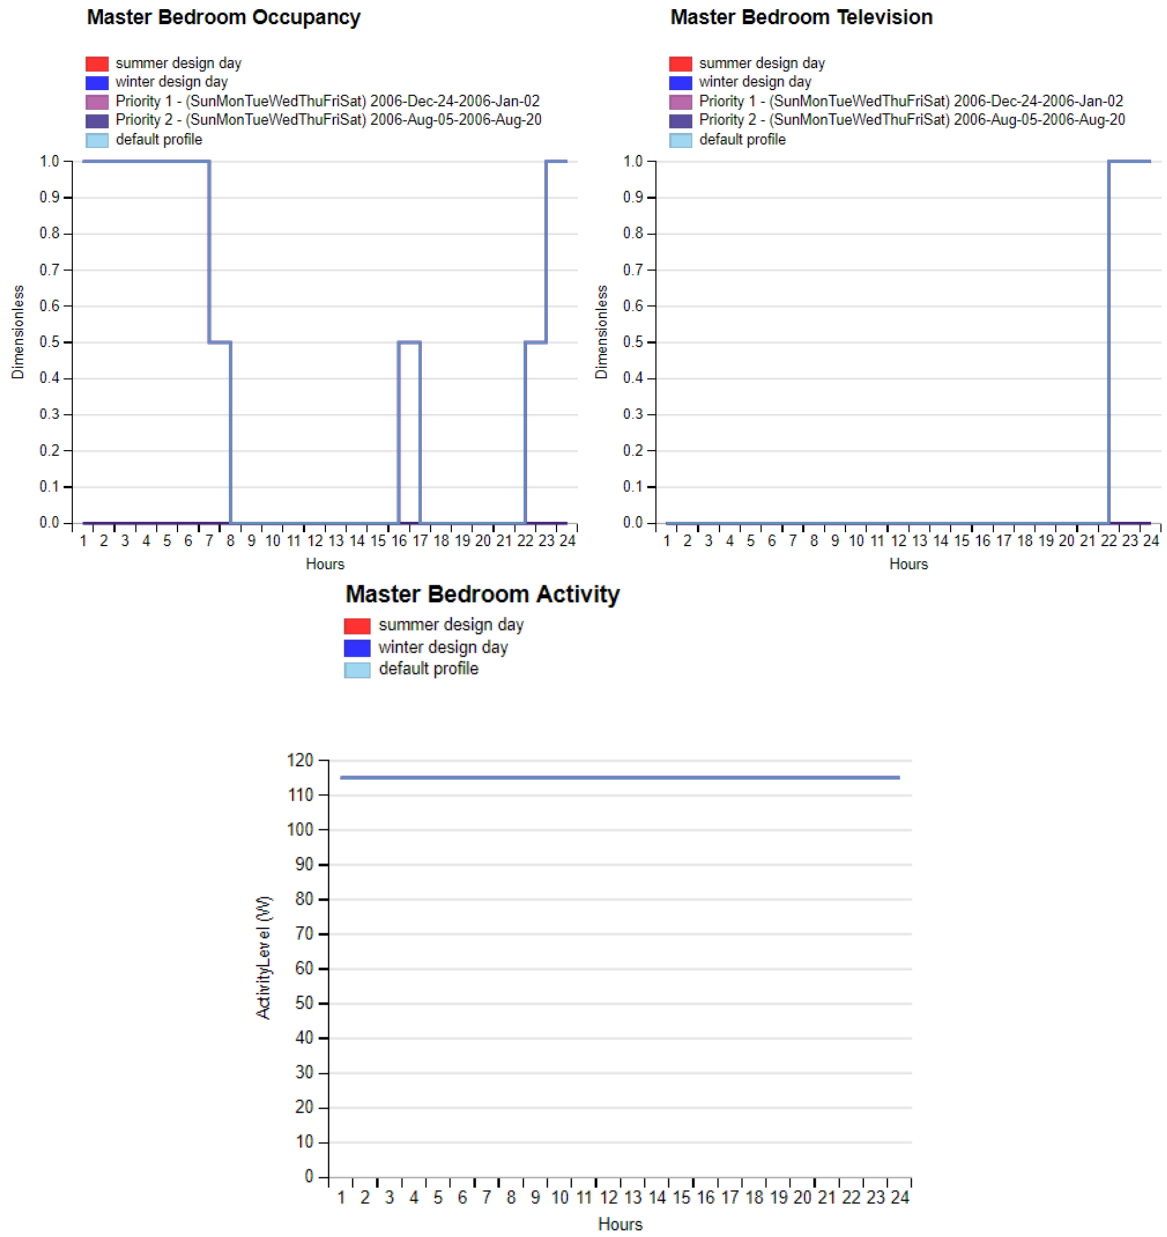 Master Bedroom Occupancy
summer design day
winter design day
Priority 1 - (SunMonTueWedThuFriSat) 2006-Dec-24-2006-Jan-02
Priority 2 - (SunMonTueWedThuFriSat) 2006-Aug-05-2006-Aug-20
default profile
1.0
0.9
0.8
0.7
0.6
0.5
0.4
0.3
0.2
0.1
0.0
Dimensionless
1 2 3 4 5 6 7 8 9 10 11 12 13 14 15 16 17 18 19 20 21 22 23 24
Hours
Master Bedroom Television
summer design day
winter design day
Priority 1 - (SunMonTueWedThuFriSat) 2006-Dec-24-2006-Jan-02
Priority 2 - (SunMonTueWedThuFriSat) 2006-Aug-05-2006-Aug-20
default profile
1.0
0.9
0.8
0.7
0.6
0.5
0.4
0.3
0.2
0.1
0.0
Dimensionless
1 2 3 4 5 6 7 8 9 10 11 12 13 14 15 16 17 18 19 20 21 22 23 24
Hours
Master Bedroom Activity
summer design day
winter design day
default profile
120
110
100
90
80
70
60
50
40
30
20
10
0
ActivityLevel (W)
1 2 3 4 5 6 7 8 9 10 11 12 13 14 15 16 17 18 19 20 21 22 23 24
Hours